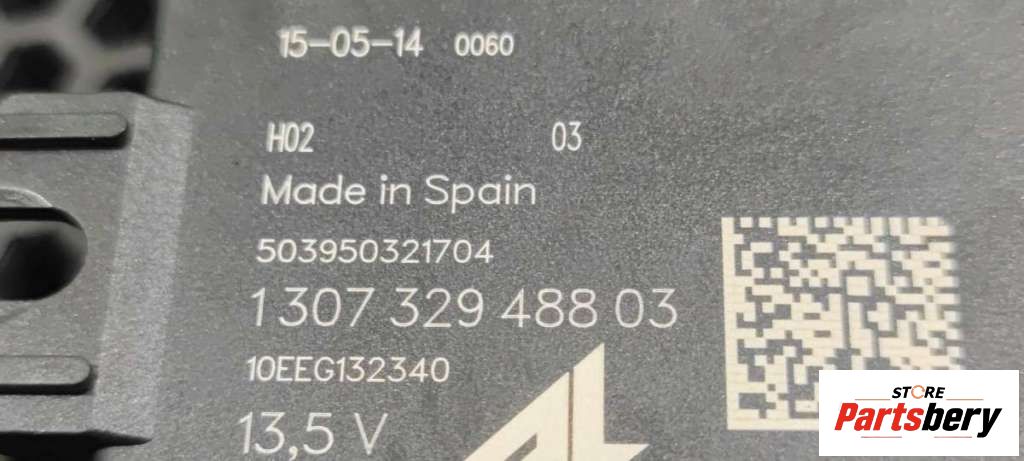 15-05-14 0060
H02 03
Made in Spain
503950321704
1 307 329 488 03
10EEG132340
13,5 V
AL
STORE
Partsbery